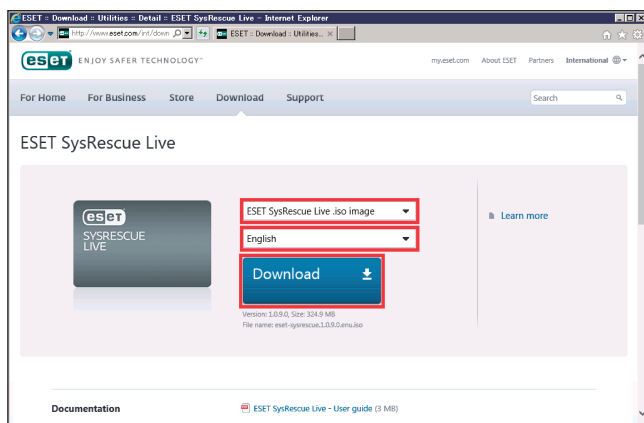 ESET :: Download :: Utilities :: Detail :: ESET SysRescue Live - Internet Explorer
http://www.eset.com/int/down
ESET :: Download :: Utilities...
eset ENJOY SAFER TECHNOLOGY™
my.eset.com About ESET Partners International
For Home For Business Store Download Support Search
ESET SysRescue Live
eset
SYSRESCUE
LIVE
ESET SysRescue Live .iso image
English
Download
Version: 1.0.9.0, Size: 324.9 MB
File name: eset-sysrescue.1.0.9.0.enu.iso
Learn more
Documentation
ESET SysRescue Live - User guide (3 MB)